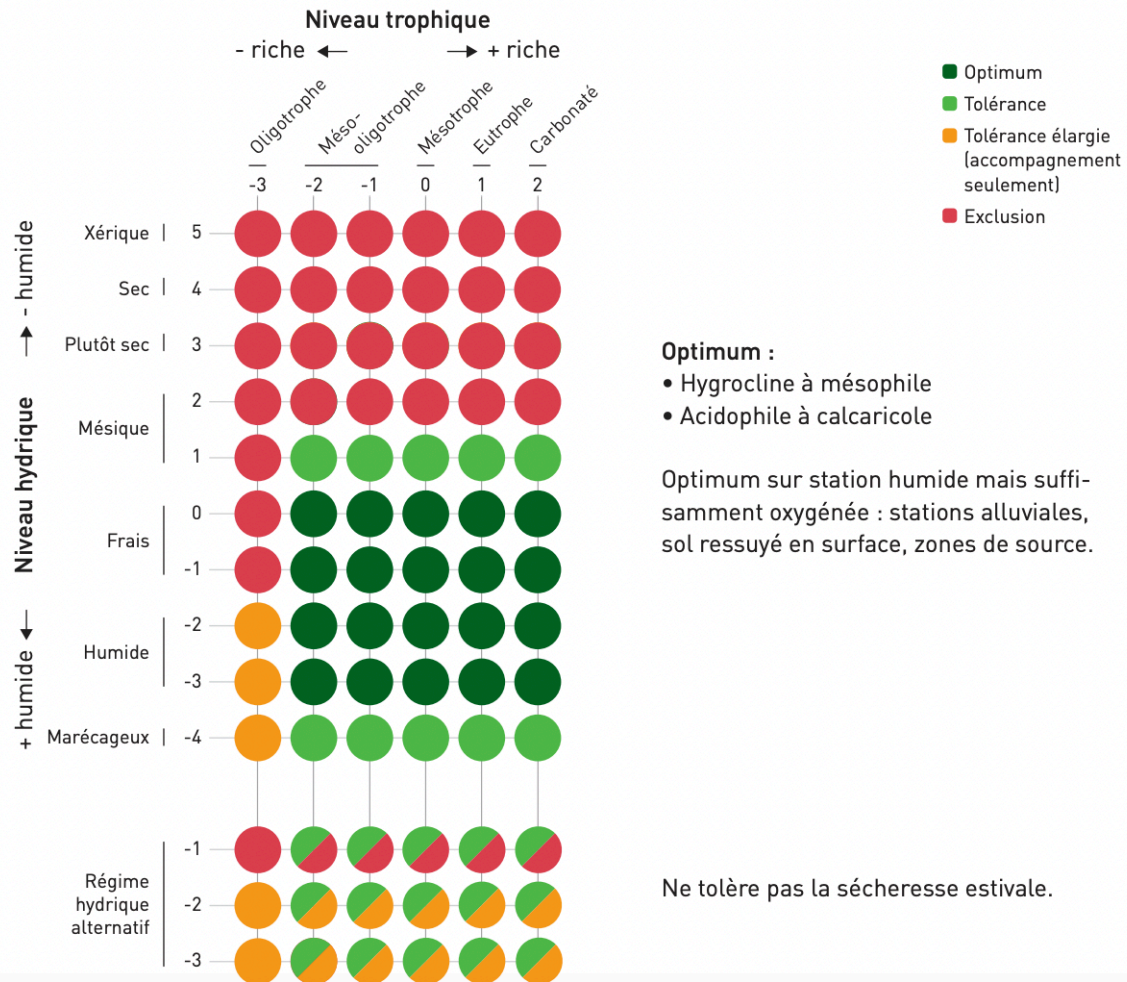 Niveau trophique
- riche ← → + riche
Oligotrophe
Méso-
oligotrophe
Mésotrophe
Eutrophe
Carbonaté
-3 -2 -1 0 1 2
Optimum
Tolérance
Tolérance élargie
(accompagnement
seulement)
Exclusion
Niveau hydrique
→ - humide
+ humide ←
Xérique 5
Sec 4
Plutôt sec 3
2
Mésique
1
0
Frais
-1
-2
Humide
-3
Marécageux -4
-1
Régime
hydrique
alternatif
-2
-3
Optimum :
• Hygrocline à mésophile
• Acidophile à calcaricole
Optimum sur station humide mais suffi-
samment oxygénée : stations alluviales,
sol ressuyé en surface, zones de source.
Ne tolère pas la sécheresse estivale.